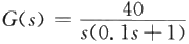 G(s) = 40 / s(0.1s+1)